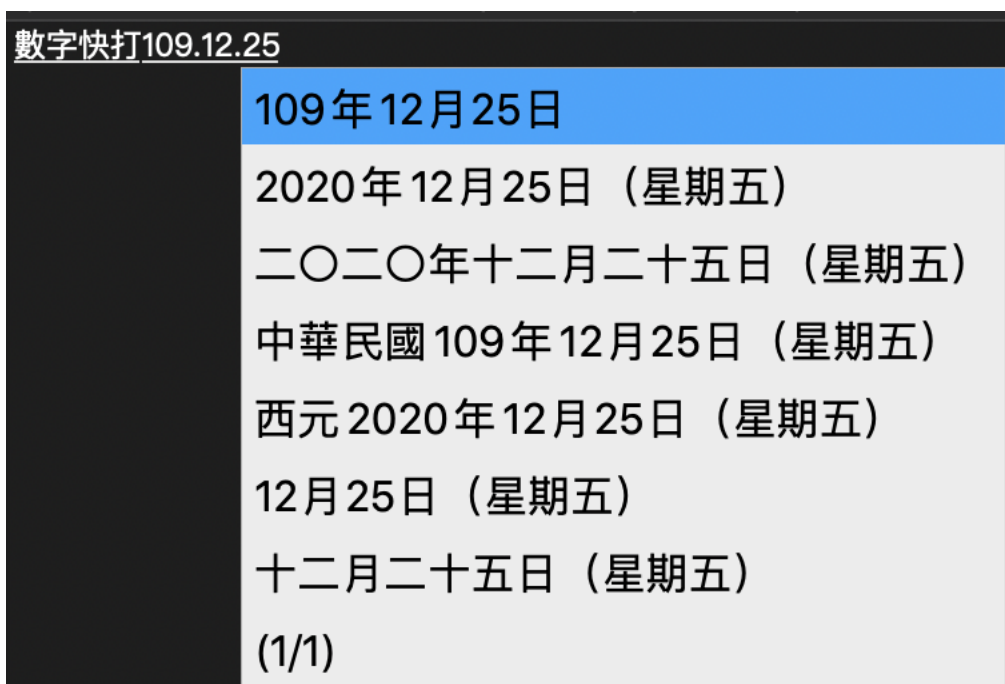 數字快打109.12.25
109年12月25日
2020年12月25日（星期五）
二〇二〇年十二月二十五日（星期五）
中華民國109年12月25日（星期五）
西元2020年12月25日（星期五）
12月25日（星期五）
十二月二十五日（星期五）
(1/1)